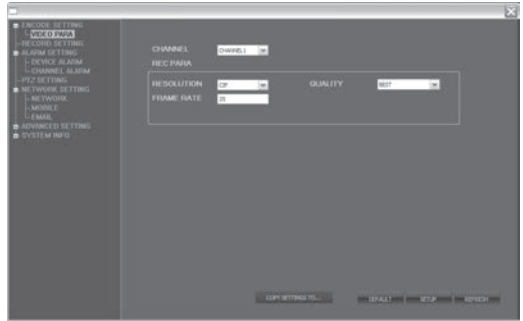 ENCODE SETTING
VIDEO PARA
RECORD SETTING
ALARM SETTING
DEVICE ALARM
CHANNEL ALARM
PTZ SETTING
NETWORK SETTING
NETWORK
MOBILE
EMAIL
ADVANCED SETTING
SYSTEM INFO
CHANNEL CHANNEL1
REC PARA
RESOLUTION CIF QUALITY BEST
FRAME RATE
COPY SETTINGS TO... DEFAULT SETUP REFRESH